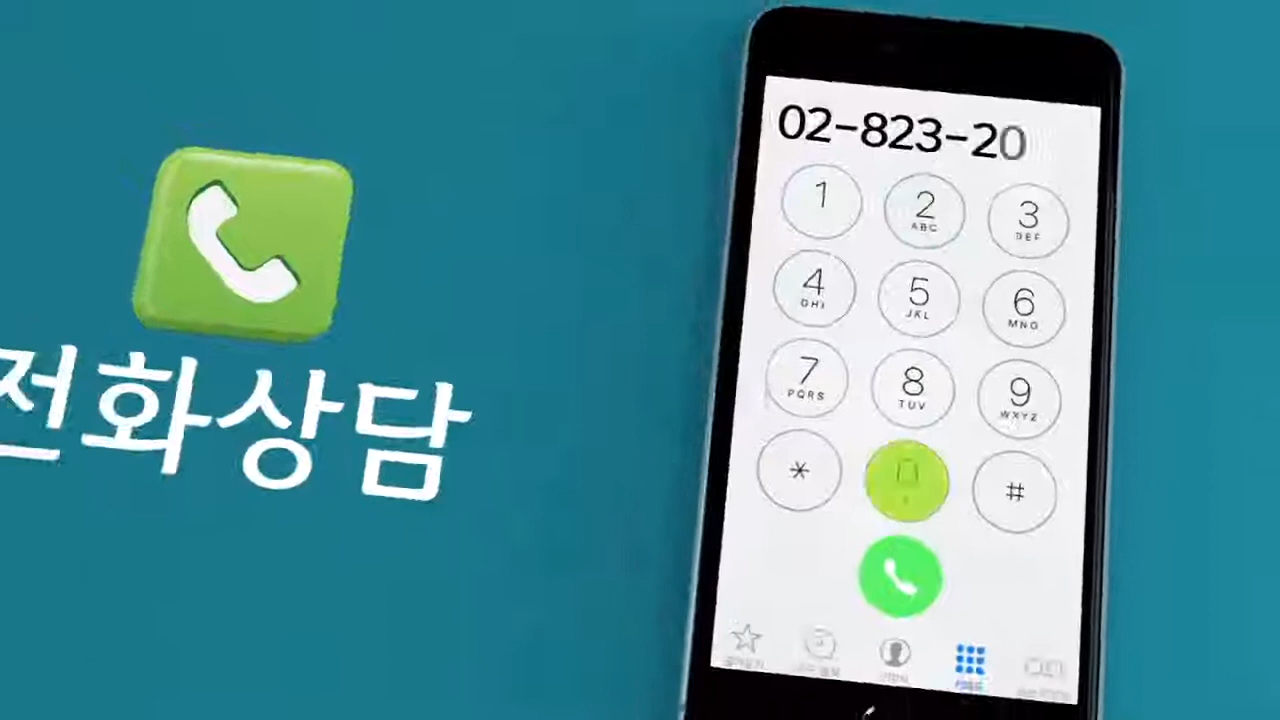 전화상담
02-823-20
1
2
ABC
3
DEF
4
GHI
5
JKL
6
MNO
7
PQRS
8
TUV
9
WXYZ
*
#